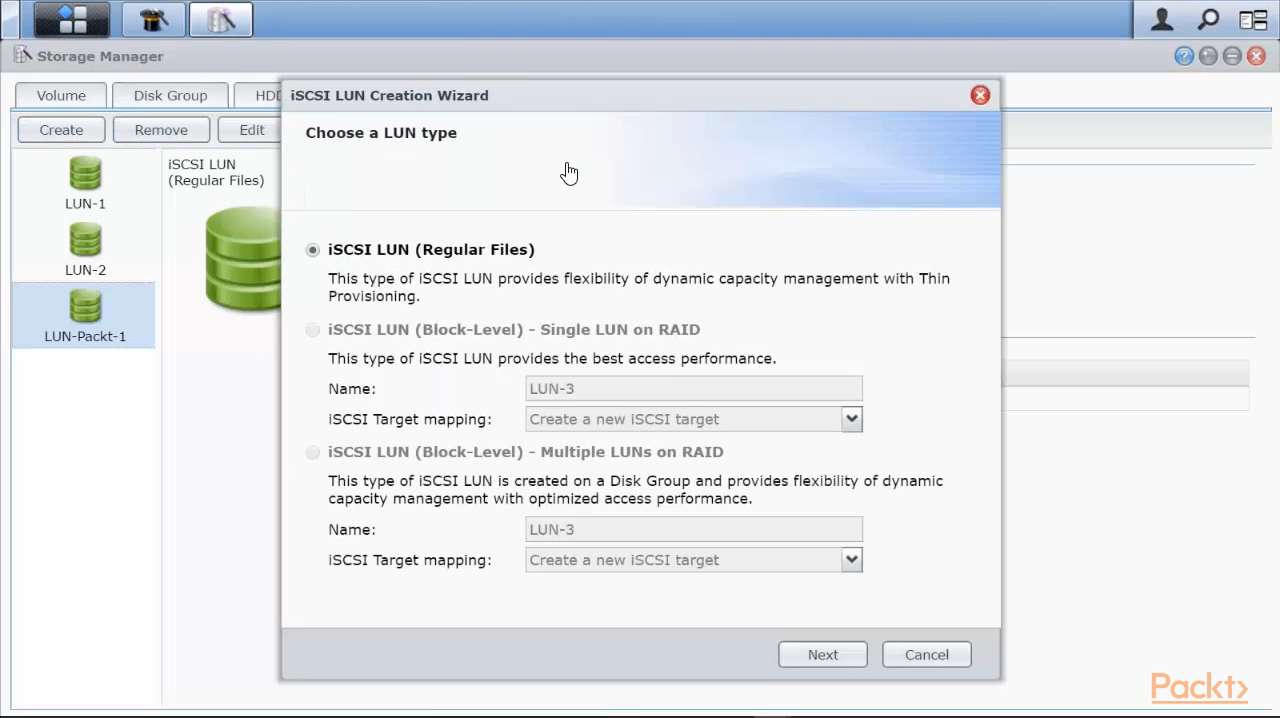 Storage Manager
Volume
Disk Group
HDD
Create
Remove
Edit
LUN-1
LUN-2
LUN-Packt-1
iSCSI LUN
(Regular Files)
iSCSI LUN Creation Wizard
Choose a LUN type
iSCSI LUN (Regular Files)
This type of iSCSI LUN provides flexibility of dynamic capacity management with Thin
Provisioning.
iSCSI LUN (Block-Level) - Single LUN on RAID
This type of iSCSI LUN provides the best access performance.
Name: LUN-3
iSCSI Target mapping: Create a new iSCSI target
iSCSI LUN (Block-Level) - Multiple LUNs on RAID
This type of iSCSI LUN is created on a Disk Group and provides flexibility of dynamic
capacity management with optimized access performance.
Name: LUN-3
iSCSI Target mapping: Create a new iSCSI target
Next
Cancel
Packt